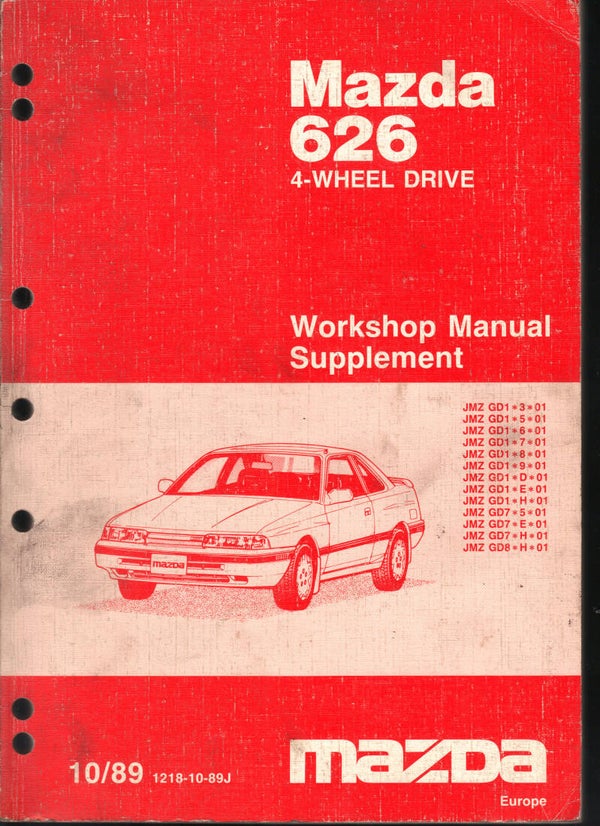 Mazda
626
4-WHEEL DRIVE
Workshop Manual
Supplement
JMZ GD1*3*01
JMZ GD1*5*01
JMZ GD1*6*01
JMZ GD1*7*01
JMZ GD1*8*01
JMZ GD1*9*01
JMZ GD1*D*01
JMZ GD1*E*01
JMZ GD1*H*01
JMZ GD7*5*01
JMZ GD7*E*01
JMZ GD7*H*01
JMZ GD8*H*01
mazda
10/89 1218-10-89J
mazda
Europe